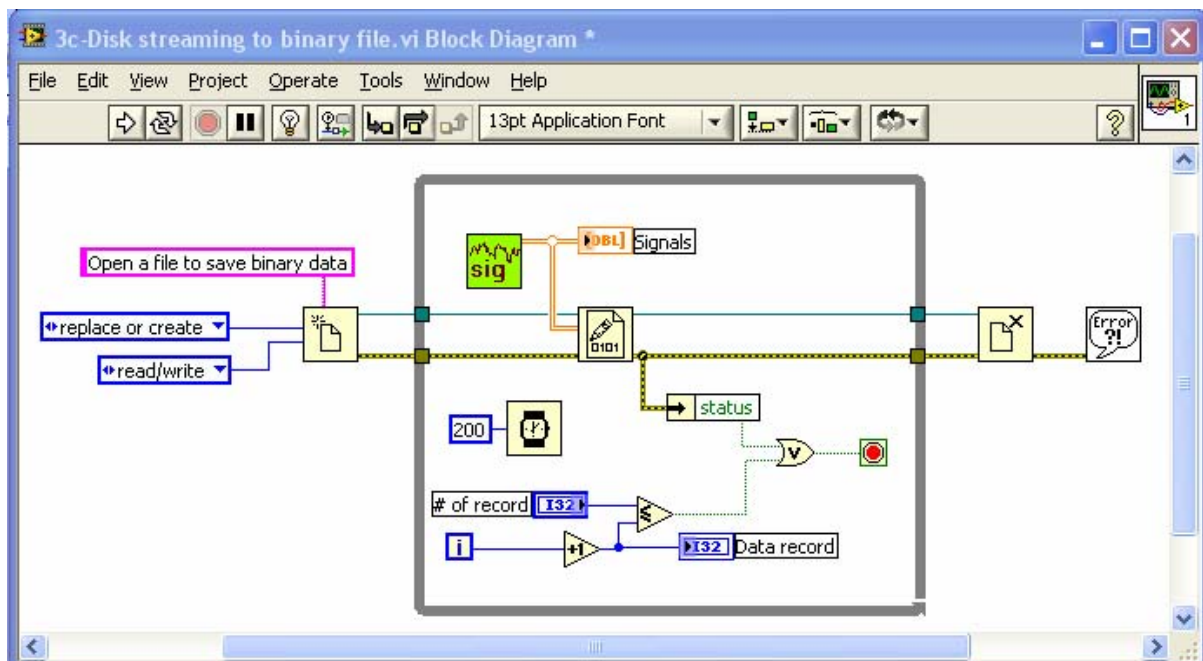 3c-Disk streaming to binary file.vi Block Diagram *
File Edit View Project Operate Tools Window Help
13pt Application Font
1
sig
[DBL] Signals
Open a file to save binary data
replace or create
read/write
0101
Error
?!
status
200
V
# of record I32
≤
i
+1
I32 Data record